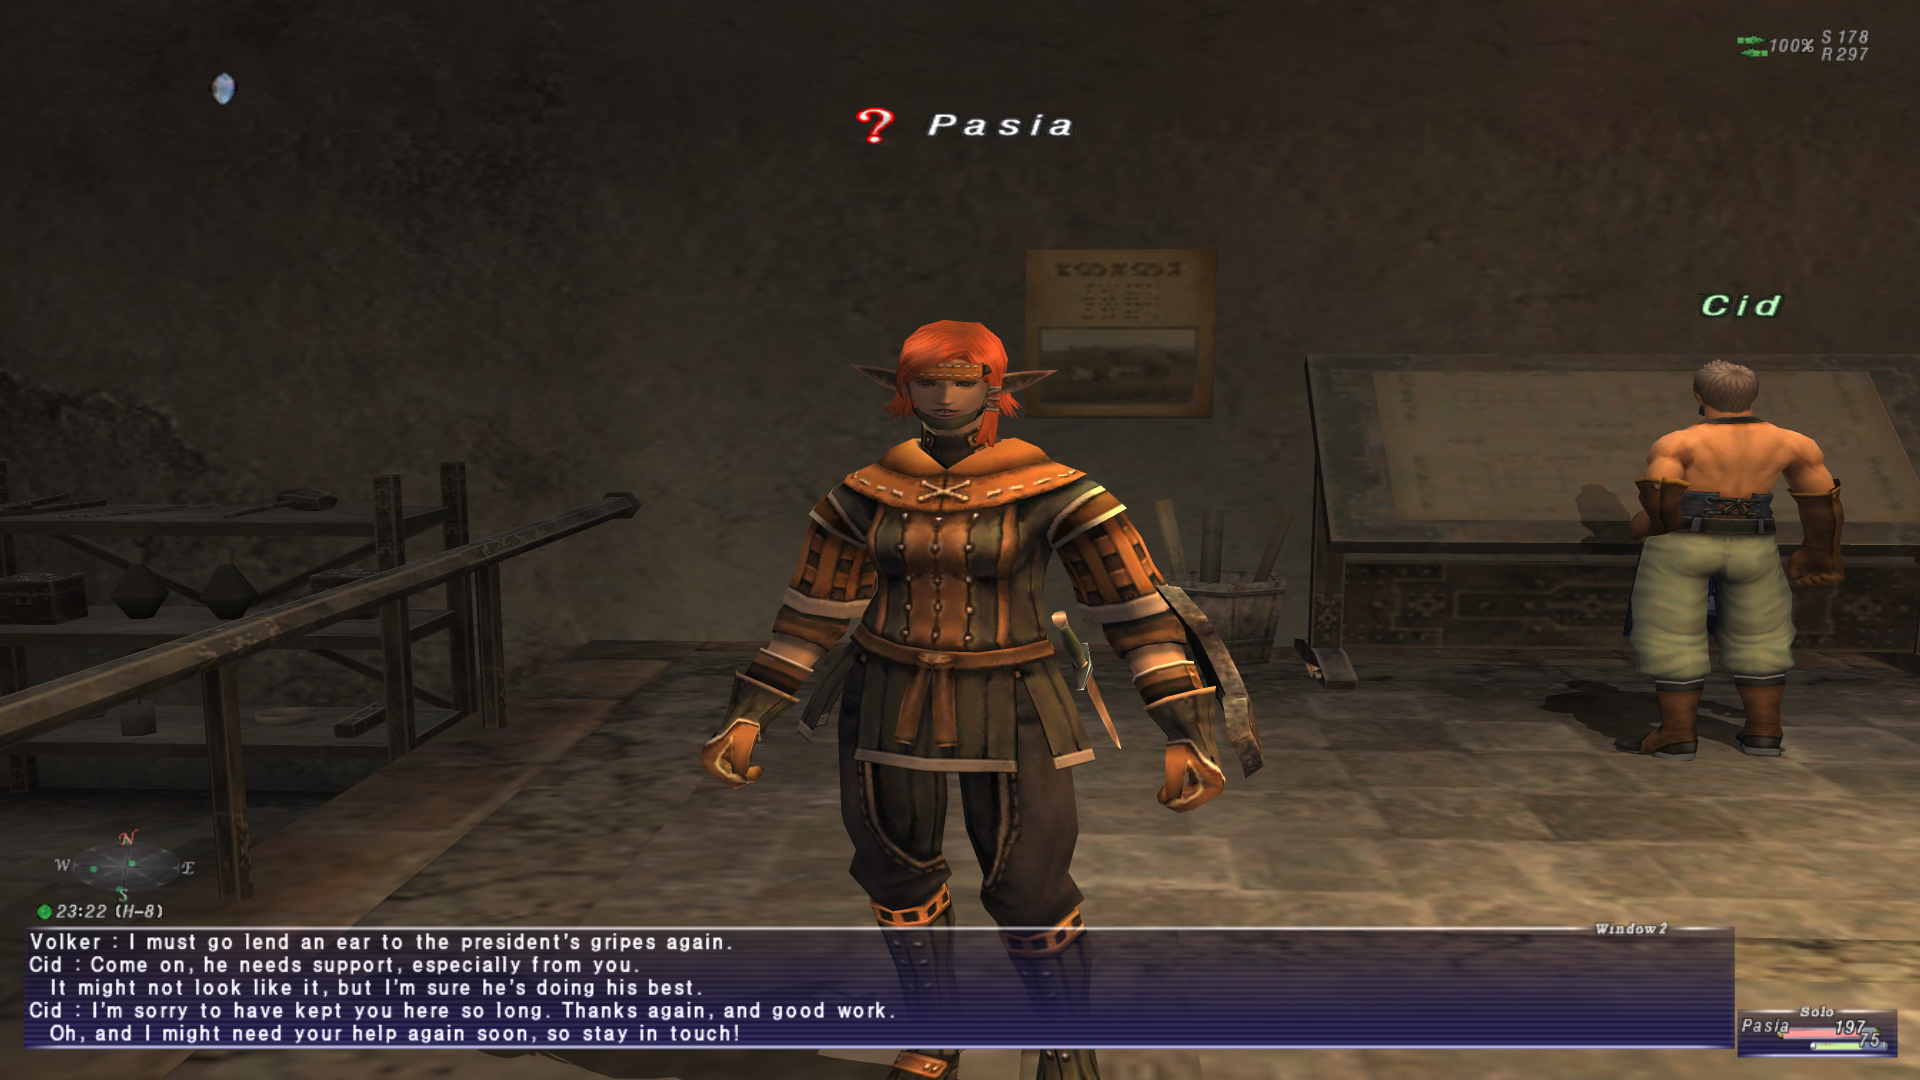 100% S 178
R 297
? Pasia
Cid
N
W E
S
23:22 (H-8)
Window2
Volker : I must go lend an ear to the president's gripes again.
Cid : Come on, he needs support, especially from you.
It might not look like it, but I'm sure he's doing his best.
Cid : I'm sorry to have kept you here so long. Thanks again, and good work.
Oh, and I might need your help again soon, so stay in touch!
Solo
Pasia 197
75